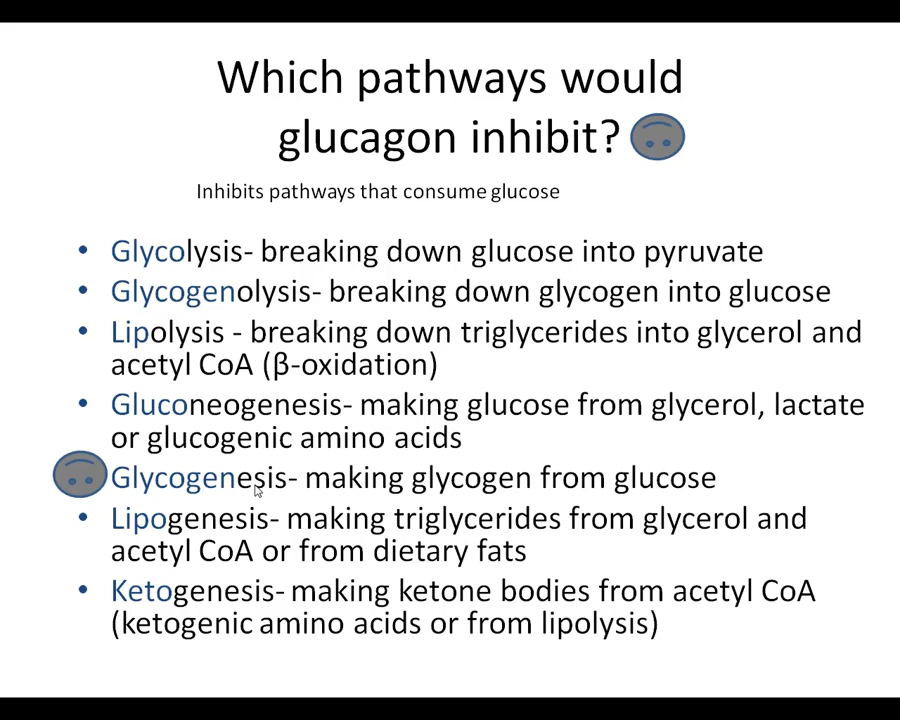 Which pathways would
glucagon inhibit?
Inhibits pathways that consume glucose
• Glycolysis- breaking down glucose into pyruvate
• Glycogenolysis- breaking down glycogen into glucose
• Lipolysis - breaking down triglycerides into glycerol and
acetyl CoA (β-oxidation)
• Gluconeogenesis- making glucose from glycerol, lactate
or glucogenic amino acids
Glycogenesis- making glycogen from glucose
• Lipogenesis- making triglycerides from glycerol and
acetyl CoA or from dietary fats
• Ketogenesis- making ketone bodies from acetyl CoA
(ketogenic amino acids or from lipolysis)